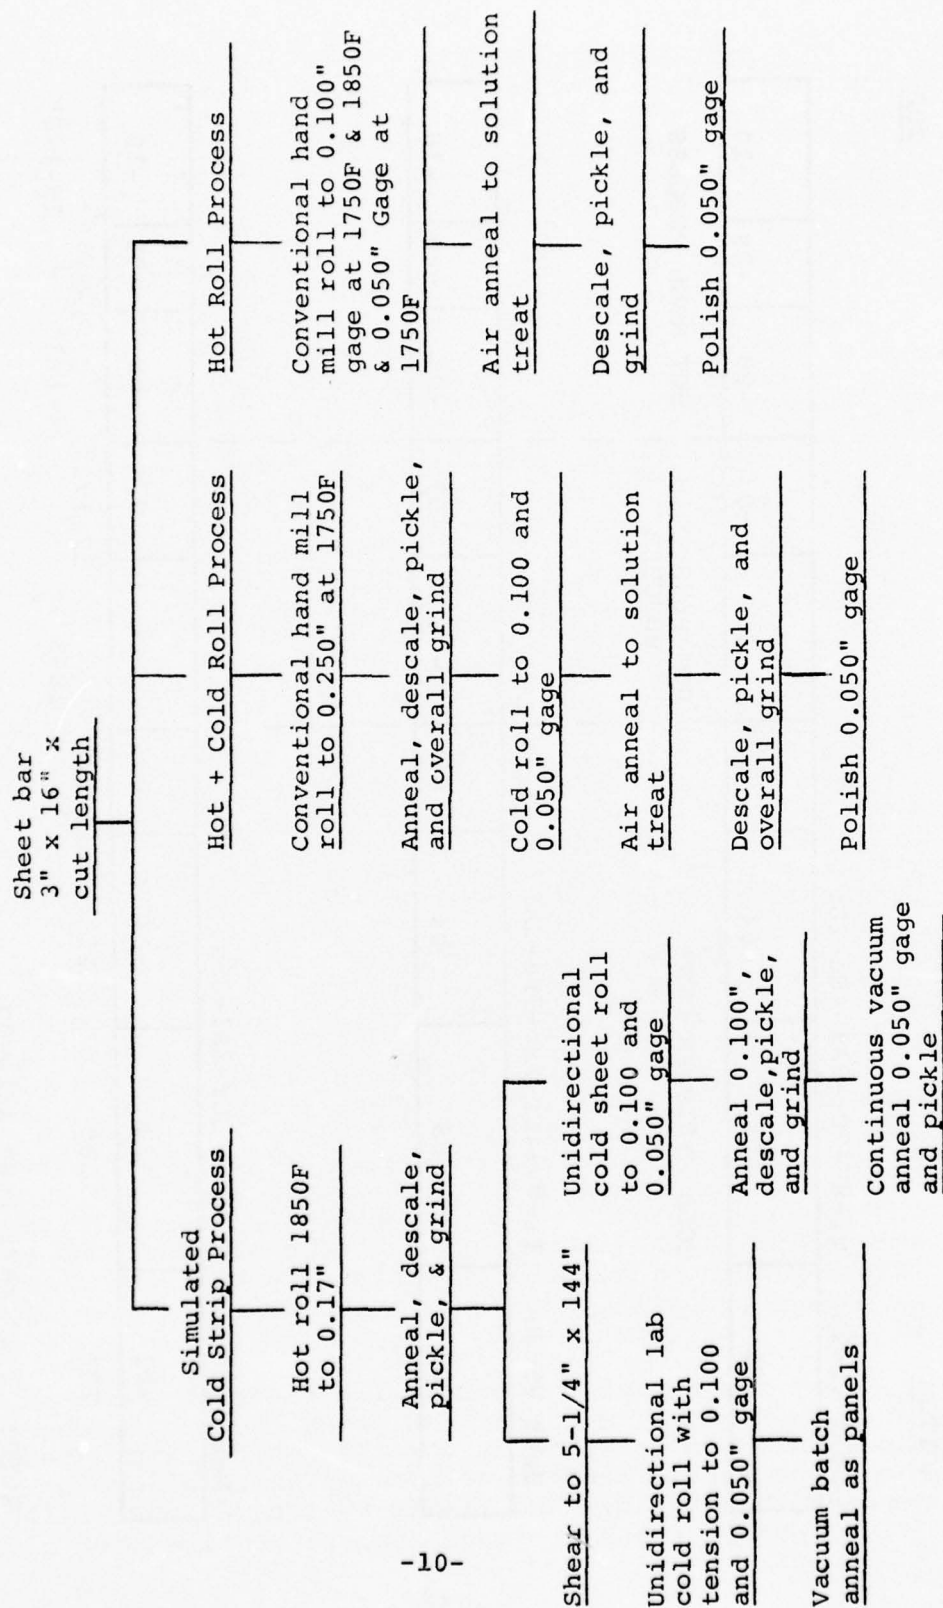 Sheet bar
3" x 16" x
cut length
Simulated
Cold Strip Process
Hot roll 1850F
to 0.17"
Anneal, descale,
pickle, & grind
Shear to 5-1/4" x 144"
Unidirectional lab
cold roll with
tension to 0.100
and 0.050" gage
Vacuum batch
anneal as panels
Unidirectional
cold sheet roll
to 0.100 and
0.050" gage
Anneal 0.100",
descale,pickle,
and grind
Continuous vacuum
anneal 0.050" gage
and pickle
Hot + Cold Roll Process
Conventional hand mill
roll to 0.250" at 1750F
Anneal, descale, pickle,
and overall grind
Cold roll to 0.100 and
0.050" gage
Air anneal to solution
treat
Descale, pickle, and
overall grind
Polish 0.050" gage
Hot Roll Process
Conventional hand
mill roll to 0.100"
gage at 1750F & 1850F
& 0.050" Gage at
1750F
Air anneal to solution
treat
Descale, pickle, and
grind
Polish 0.050" gage
-10-